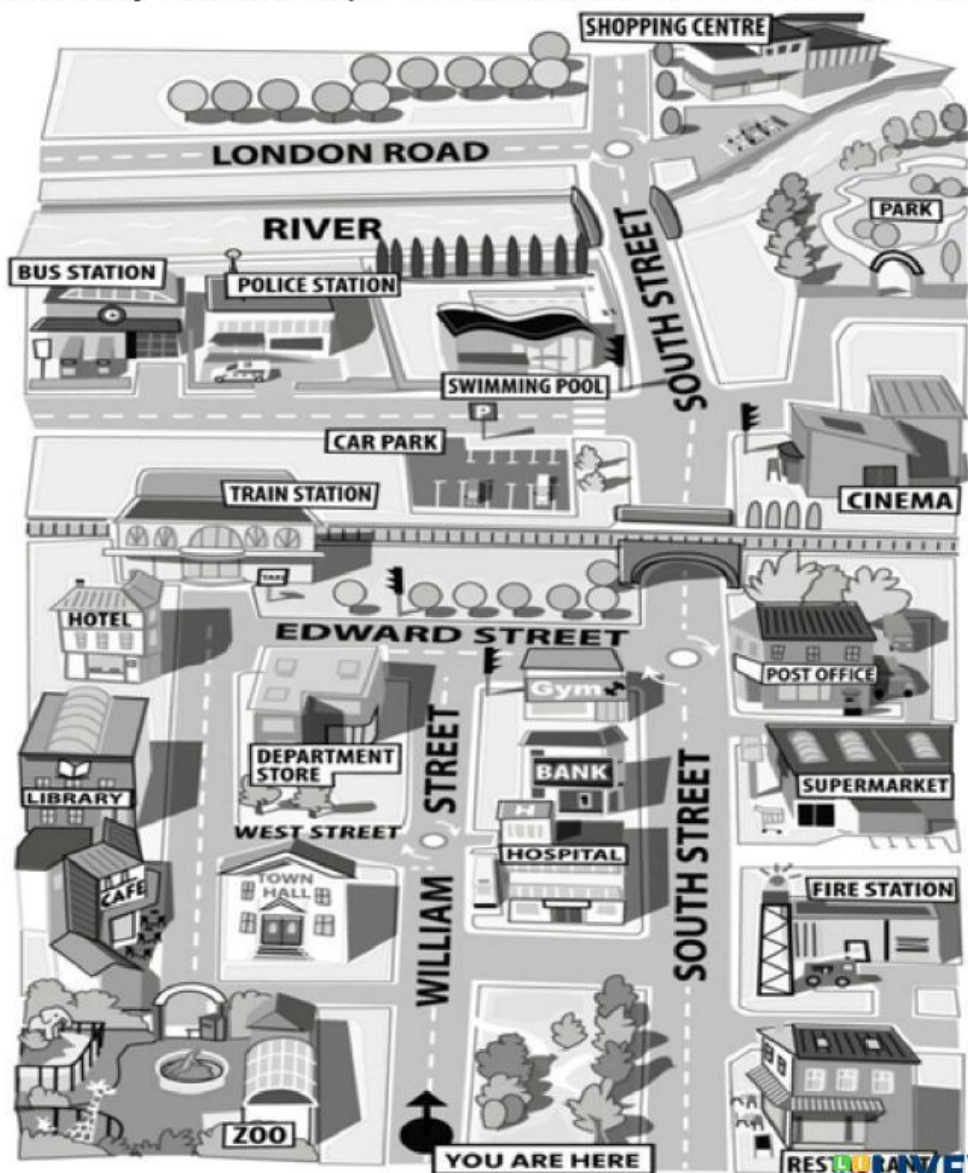 SHOPPING CENTRE
LONDON ROAD
RIVER
PARK
SOUTH STREET
BUS STATION
POLICE STATION
SWIMMING POOL
P
CAR PARK
TRAIN STATION
CINEMA
TAXI
HOTEL
EDWARD STREET
Gym
POST OFFICE
DEPARTMENT
STORE
WILLIAM STREET
BANK
SOUTH STREET
SUPERMARKET
LIBRARY
WEST STREET
H
HOSPITAL
CAFE
TOWN
HALL
FIRE STATION
ZOO
YOU ARE HERE